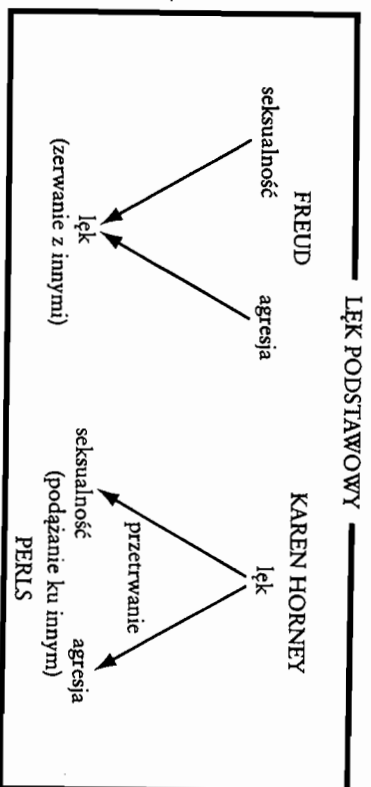 LĘK PODSTAWOWY
FREUD
seksualność
agresja
lęk
(zerwanie z innymi)
KAREN HORNEY
lęk
przetrwanie
seksualność
agresja
(podążanie ku innym)
PERLS